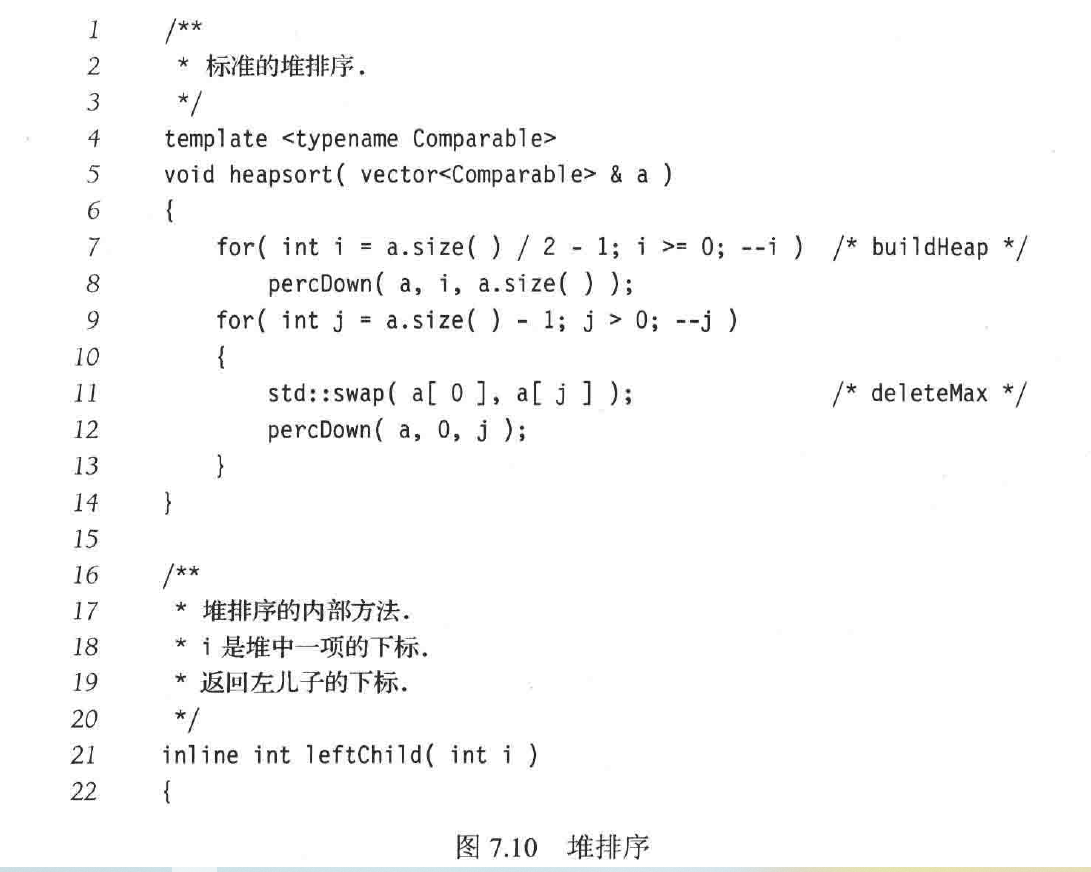 1 /**
2 * 标准的堆排序.
3 */
4 template <typename Comparable>
5 void heapsort( vector<Comparable> & a )
6 {
7 for( int i = a.size( ) / 2 - 1; i >= 0; --i ) /* buildHeap */
8 percDown( a, i, a.size( ) );
9 for( int j = a.size( ) - 1; j > 0; --j )
10 {
11 std::swap( a[ 0 ], a[ j ] ); /* deleteMax */
12 percDown( a, 0, j );
13 }
14 }
15
16 /**
17 * 堆排序的内部方法.
18 * i 是堆中一项的下标.
19 * 返回左儿子的下标.
20 */
21 inline int leftChild( int i )
22 {
图 7.10 堆排序